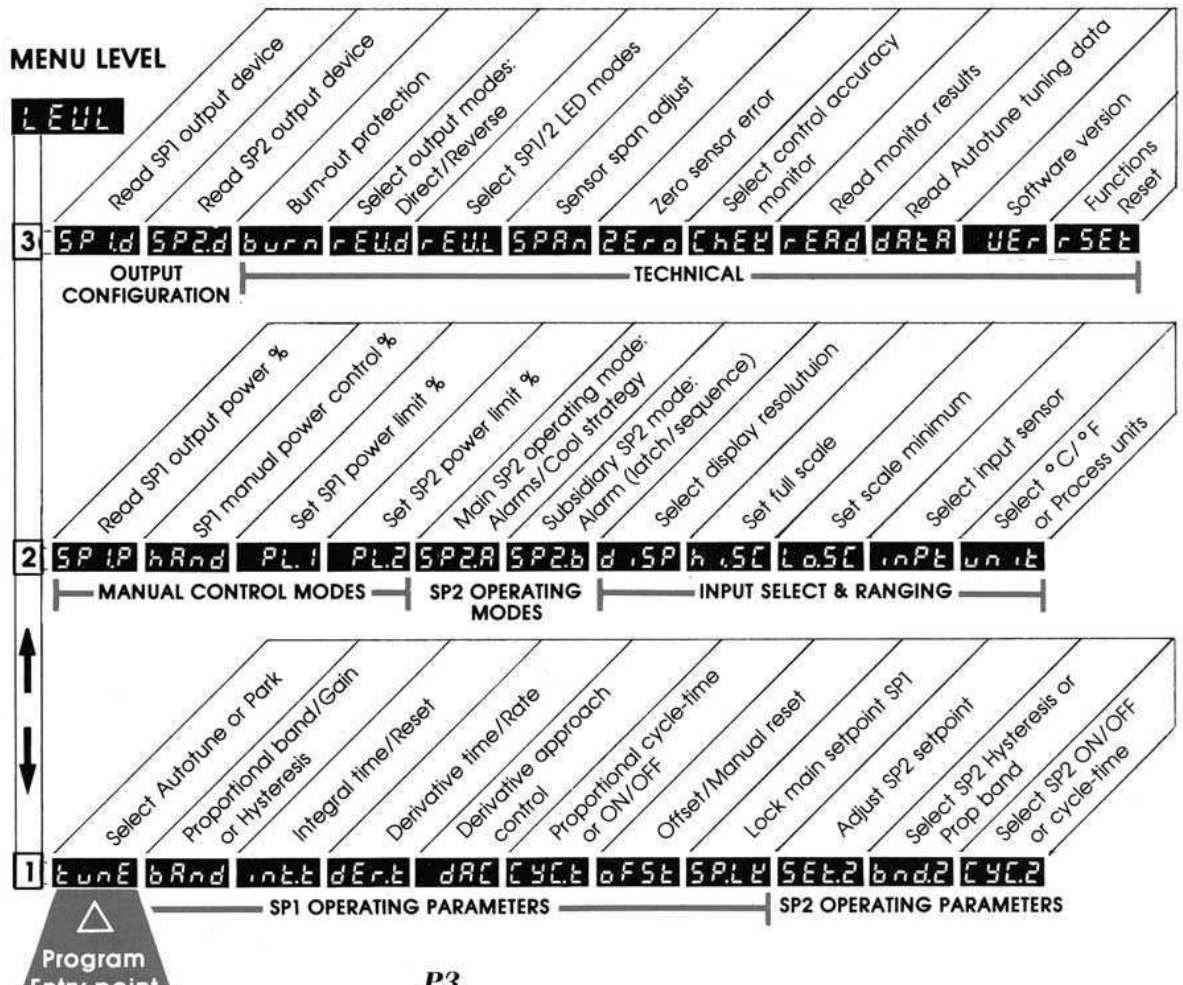 MENU LEVEL
LEVL
Read SP1 output device
Read SP2 output device
Burn-out protection
Select output modes:
Direct/Reverse
Select SP1/2 LED modes
Sensor span adjust
Zero sensor error
Select control accuracy
monitor
Read monitor results
Read Autotune tuning data
Software version
Functions
Reset
3 SP1.d SP2.d burn rEV.d rEV.L SPAn ZEro ChEK rEAd dAtA VEr rSEt
OUTPUT
CONFIGURATION
TECHNICAL
Read SP1 output power %
SP1 manual power control %
Set SP1 power limit %
Set SP2 power limit %
Main SP2 operating mode:
Alarms/Cool strategy
Subsidiary SP2 mode:
Alarm (latch/sequence)
Select display resolutuion
Set full scale
Set scale minimum
Select input sensor
Select °C/°F
or Process units
2 SP1.P hAnd PL.1 PL.2 SP2.A SP2.b diSP hi.SC Lo.SC inPt unit
MANUAL CONTROL MODES
SP2 OPERATING
MODES
INPUT SELECT & RANGING
Select Autotune or Park
Proportional band/Gain
or Hysteresis
Integral time/Reset
Derivative time/Rate
Derivative approach
control
Proportional cycle-time
or ON/OFF
Offset/Manual reset
Lock main setpoint SP1
Adjust SP2 setpoint
Select SP2 Hysteresis or
Prop band
Select SP2 ON/OFF
or cycle-time
1 tunE bAnd int.t dEr.t dAC CYC.t oFSt SP.LK SEt.2 bnd.2 CYC.2
SP1 OPERATING PARAMETERS
SP2 OPERATING PARAMETERS
Program
Entry point
P3